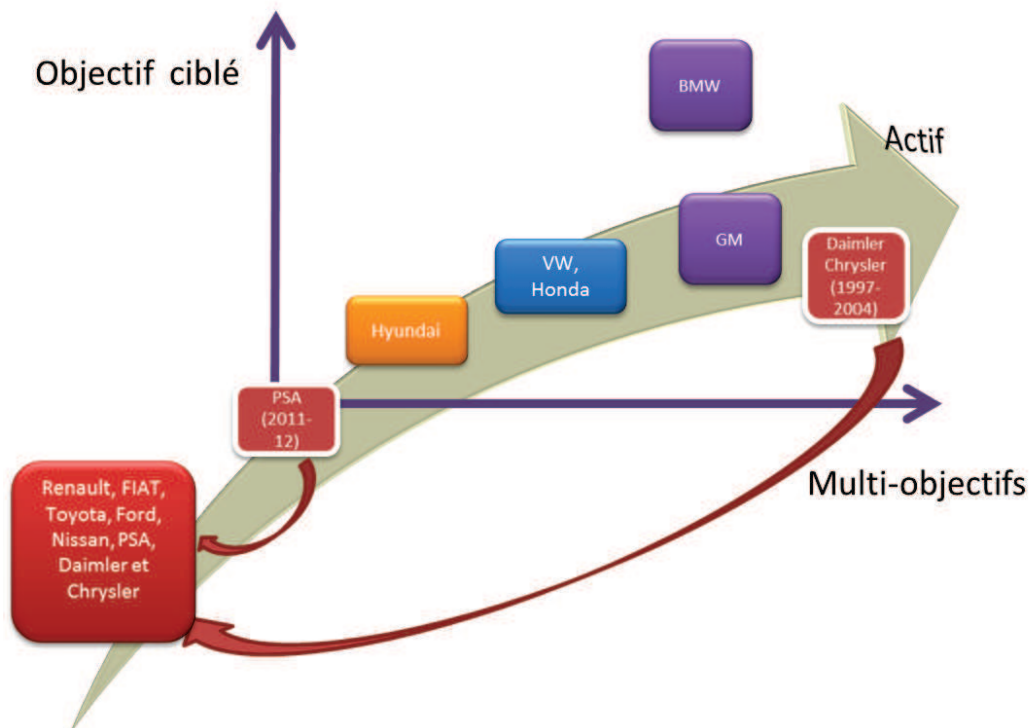 Objectif ciblé
BMW
Actif
GM
Daimler
Chrysler
(1997-
2004)
VW,
Honda
Hyundai
PSA
(2011-
12)
Multi-objectifs
Renault, FIAT,
Toyota, Ford,
Nissan, PSA,
Daimler et
Chrysler